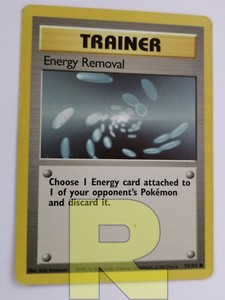 TRAINER
Energy Removal
Choose 1 Energy card attached to
1 of your opponent's Pokémon
and discard it.
R